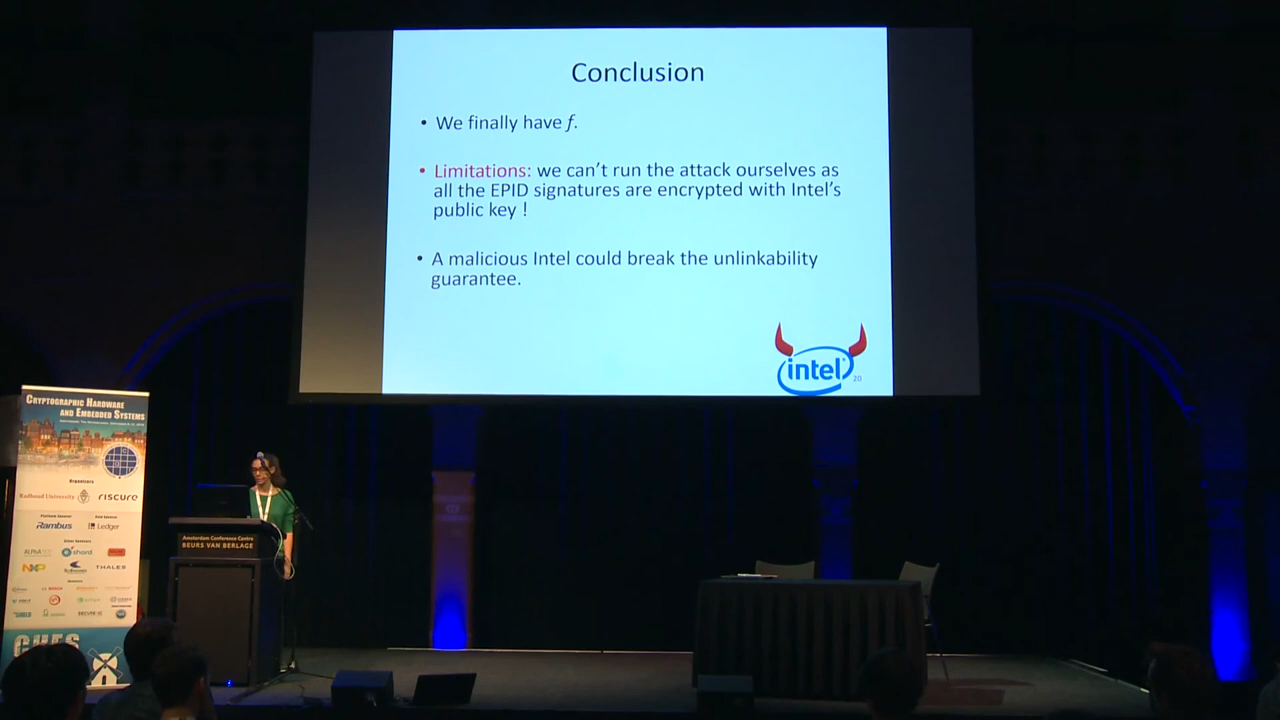 Conclusion
• We finally have f.
• Limitations: we can't run the attack ourselves as
all the EPID signatures are encrypted with Intel's
public key !
• A malicious Intel could break the unlinkability
guarantee.
intel
20
CRYPTOGRAPHIC HARDWARE
AND EMBEDDED SYSTEMS
Organizers
Radboud University
riscure
Rambus
Ledger
shord
NXP
THALES
CHES
Amsterdam Conference Centre
BEURS VAN BERLAGE